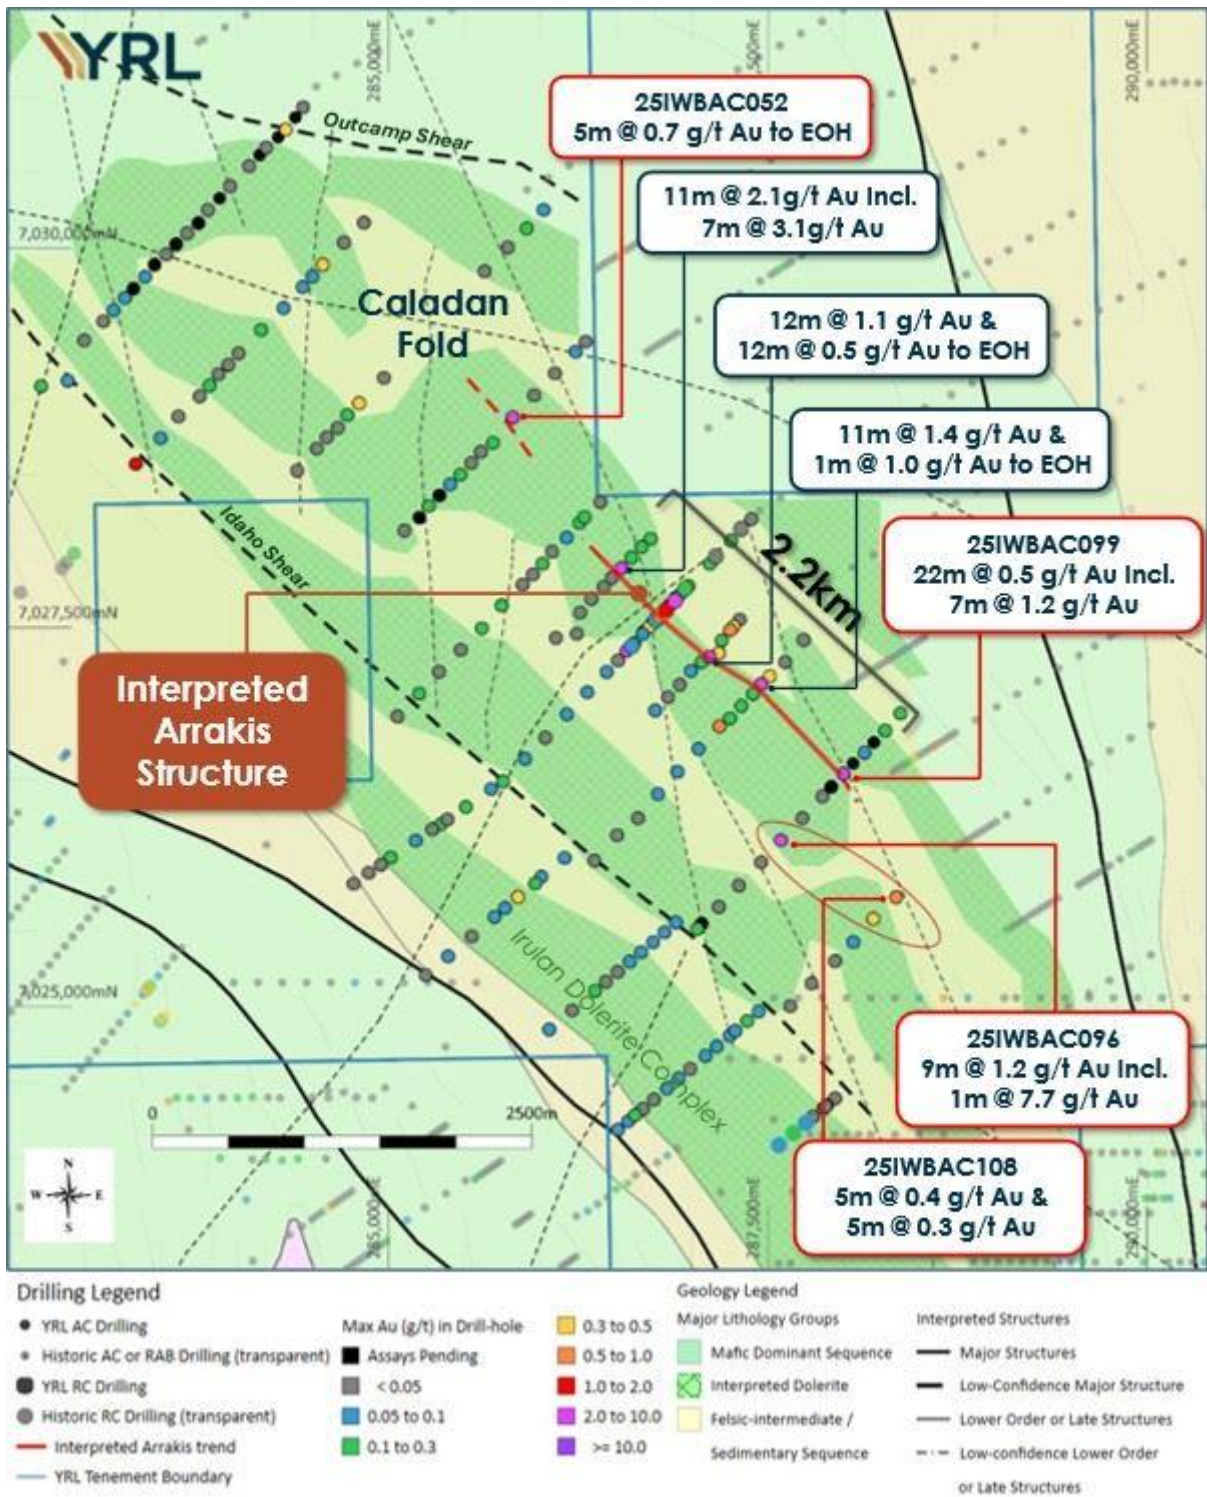 YRL
285,000mE
500mE
290,000mE
Outcamp Shear
25IWBAC052
5m @ 0.7 g/t Au to EOH
11m @ 2.1g/t Au Incl.
7m @ 3.1g/t Au
7,030,000mN
Caladan
Fold
12m @ 1.1 g/t Au &
12m @ 0.5 g/t Au to EOH
11m @ 1.4 g/t Au &
1m @ 1.0 g/t Au to EOH
Idaho Shear
2.2km
25IWBAC099
22m @ 0.5 g/t Au Incl.
7m @ 1.2 g/t Au
7,027,500mN
Interpreted
Arrakis
Structure
Irulan Dolerite Complex
7,025,000mN
25IWBAC096
9m @ 1.2 g/t Au Incl.
1m @ 7.7 g/t Au
0
2500m
N
W
E
S
25IWBAC108
5m @ 0.4 g/t Au &
5m @ 0.3 g/t Au
285,000mE
287,500mE
290,000mE
Drilling Legend
YRL AC Drilling
Historic AC or RAB Drilling (transparent)
YRL RC Drilling
Historic RC Drilling (transparent)
Interpreted Arrakis trend
YRL Tenement Boundary
Max Au (g/t) in Drill-hole
Assays Pending
< 0.05
0.05 to 0.1
0.1 to 0.3
0.3 to 0.5
0.5 to 1.0
1.0 to 2.0
2.0 to 10.0
>= 10.0
Geology Legend
Major Lithology Groups
Mafic Dominant Sequence
Interpreted Dolerite
Felsic-intermediate /
Sedimentary Sequence
Interpreted Structures
Major Structures
Low-Confidence Major Structure
Lower Order or Late Structures
Low-confidence Lower Order
or Late Structures